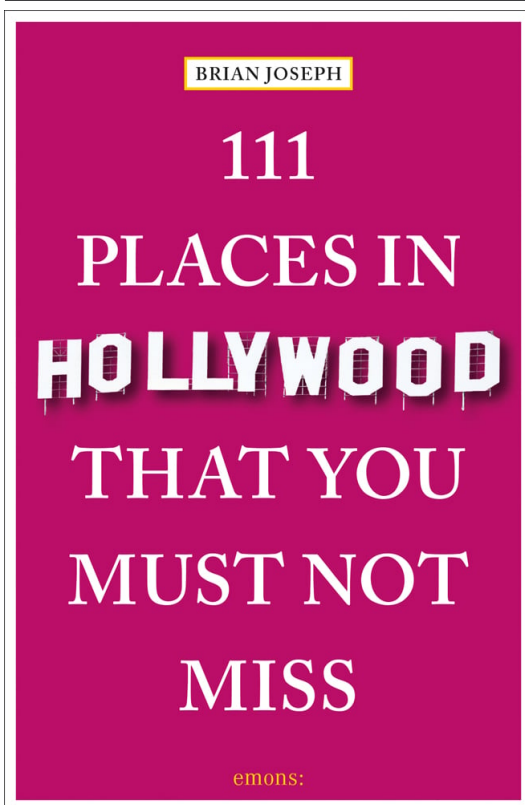 BRIAN JOSEPH
111
PLACES IN
HOLLYWOOD
THAT YOU
MUST NOT
MISS
emons: